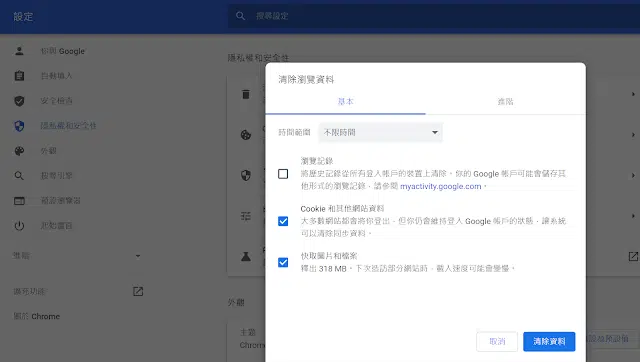 設定
搜尋設定
你與 Google
自動填入
安全檢查
隱私權和安全性
外觀
搜尋引擎
預設瀏覽器
起始畫面
進階
擴充功能
關於 Chrome
隱私權和安全性
外觀
主題
Chrome
清除瀏覽資料
基本
進階
時間範圍
不限時間
瀏覽記錄
將歷史記錄從所有登入帳戶的裝置上清除。你的 Google 帳戶可能會儲存其
他形式的瀏覽記錄,請參閱 myactivity.google.com。
Cookie 和其他網站資料
大多數網站都會將你登出,但你仍會維持登入 Google 帳戶的狀態,讓系統
可以清除同步資料。
快取圖片和檔案
釋出 318 MB。下次造訪部分網站時,載入速度可能會變慢。
取消
清除資料